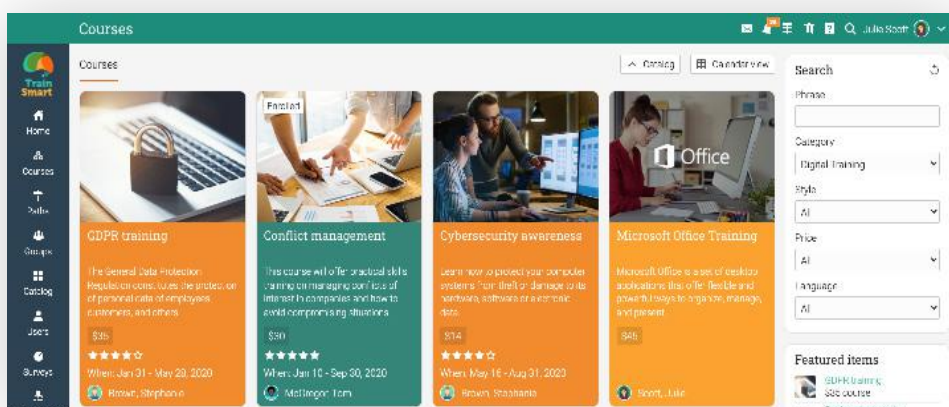 Courses
Julie Scott
Train
Smart
Home
Courses
Paths
Groups
Catalog
Users
Surveys
Courses
Catalog
Calendar view
GDPR training
The General Data Protection
Regulation constitutes the protection
of personal data of employees,
customers, and others
$35
When: Jan 31 - May 29, 2020
Brown, Stephanie
Enrolled
Conflict management
This course will offer practical skills
training on managing conflicts of
interest in companies and how to
avoid compromising situations
$30
When: Jan 10 - Sep 30, 2020
McGregor, Tom
Cybersecurity awareness
Learn how to protect your computer
systems from theft or damage to its
hardware, software or electronic
data.
$14
When: May 16 - Aug 31, 2020
Brown, Stephanie
Office
Microsoft Office Training
Microsoft Office is a set of desktop
applications that offer flexible and
powerful ways to organize, manage,
and present
$45
Scott, Julie
Search
Phrase
Category
Digital Training
Style
All
Price
All
Language
All
Featured items
GDPR training
$35 course